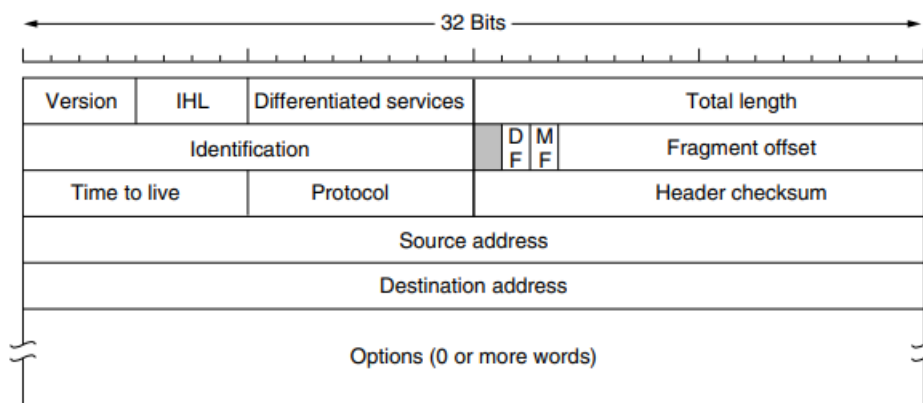 32 Bits
Version IHL Differentiated services Total length
Identification D F M F Fragment offset
Time to live Protocol Header checksum
Source address
Destination address
Options (0 or more words)